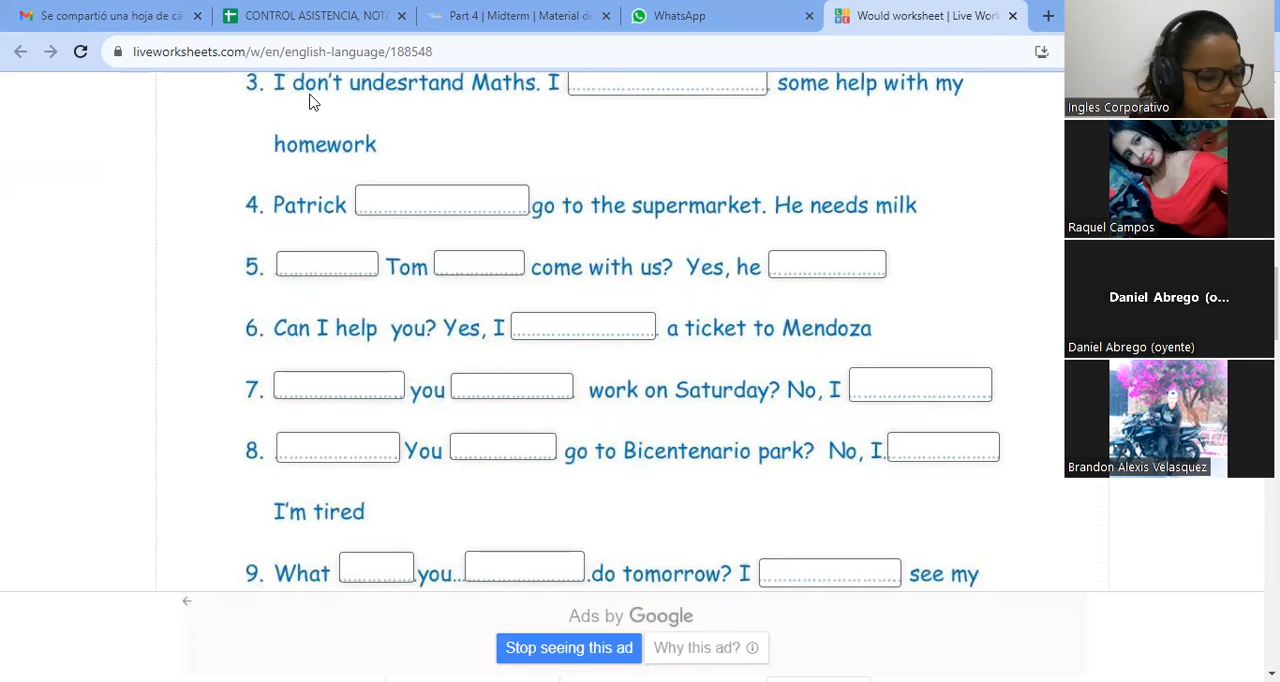 Se compartió una hoja de cá
CONTROL ASISTENCIA, NOTA
Part 4 | Midterm | Material de
WhatsApp
Would worksheet | Live Work
liveworksheets.com/w/en/english-language/188548
3. I don't undesrtand Maths. I ........................ some help with my
homework
4. Patrick ........................ go to the supermarket. He needs milk
5. ............... Tom ............... come with us? Yes, he ...............
6. Can I help you? Yes, I ............... a ticket to Mendoza
7. ............... you ............... work on Saturday? No, I ...............
8. ............... You ............... go to Bicentenario park? No, I ...............
I'm tired
9. What ............ you ............... do tomorrow? I ............... see my
Ads by Google
Stop seeing this ad
Why this ad?
Ingles Corporativo
Raquel Campos
Daniel Abrego (o...
Daniel Abrego (oyente)
Brandon Alexis Velasquez